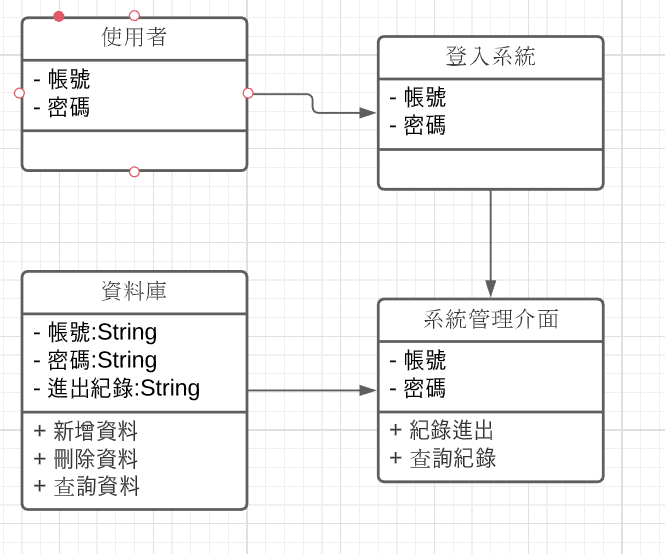 使用者
- 帳號
- 密碼
登入系統
- 帳號
- 密碼
資料庫
- 帳號:String
- 密碼:String
- 進出紀錄:String
+ 新增資料
+ 刪除資料
+ 查詢資料
系統管理介面
- 帳號
- 密碼
+ 紀錄進出
+ 查詢紀錄